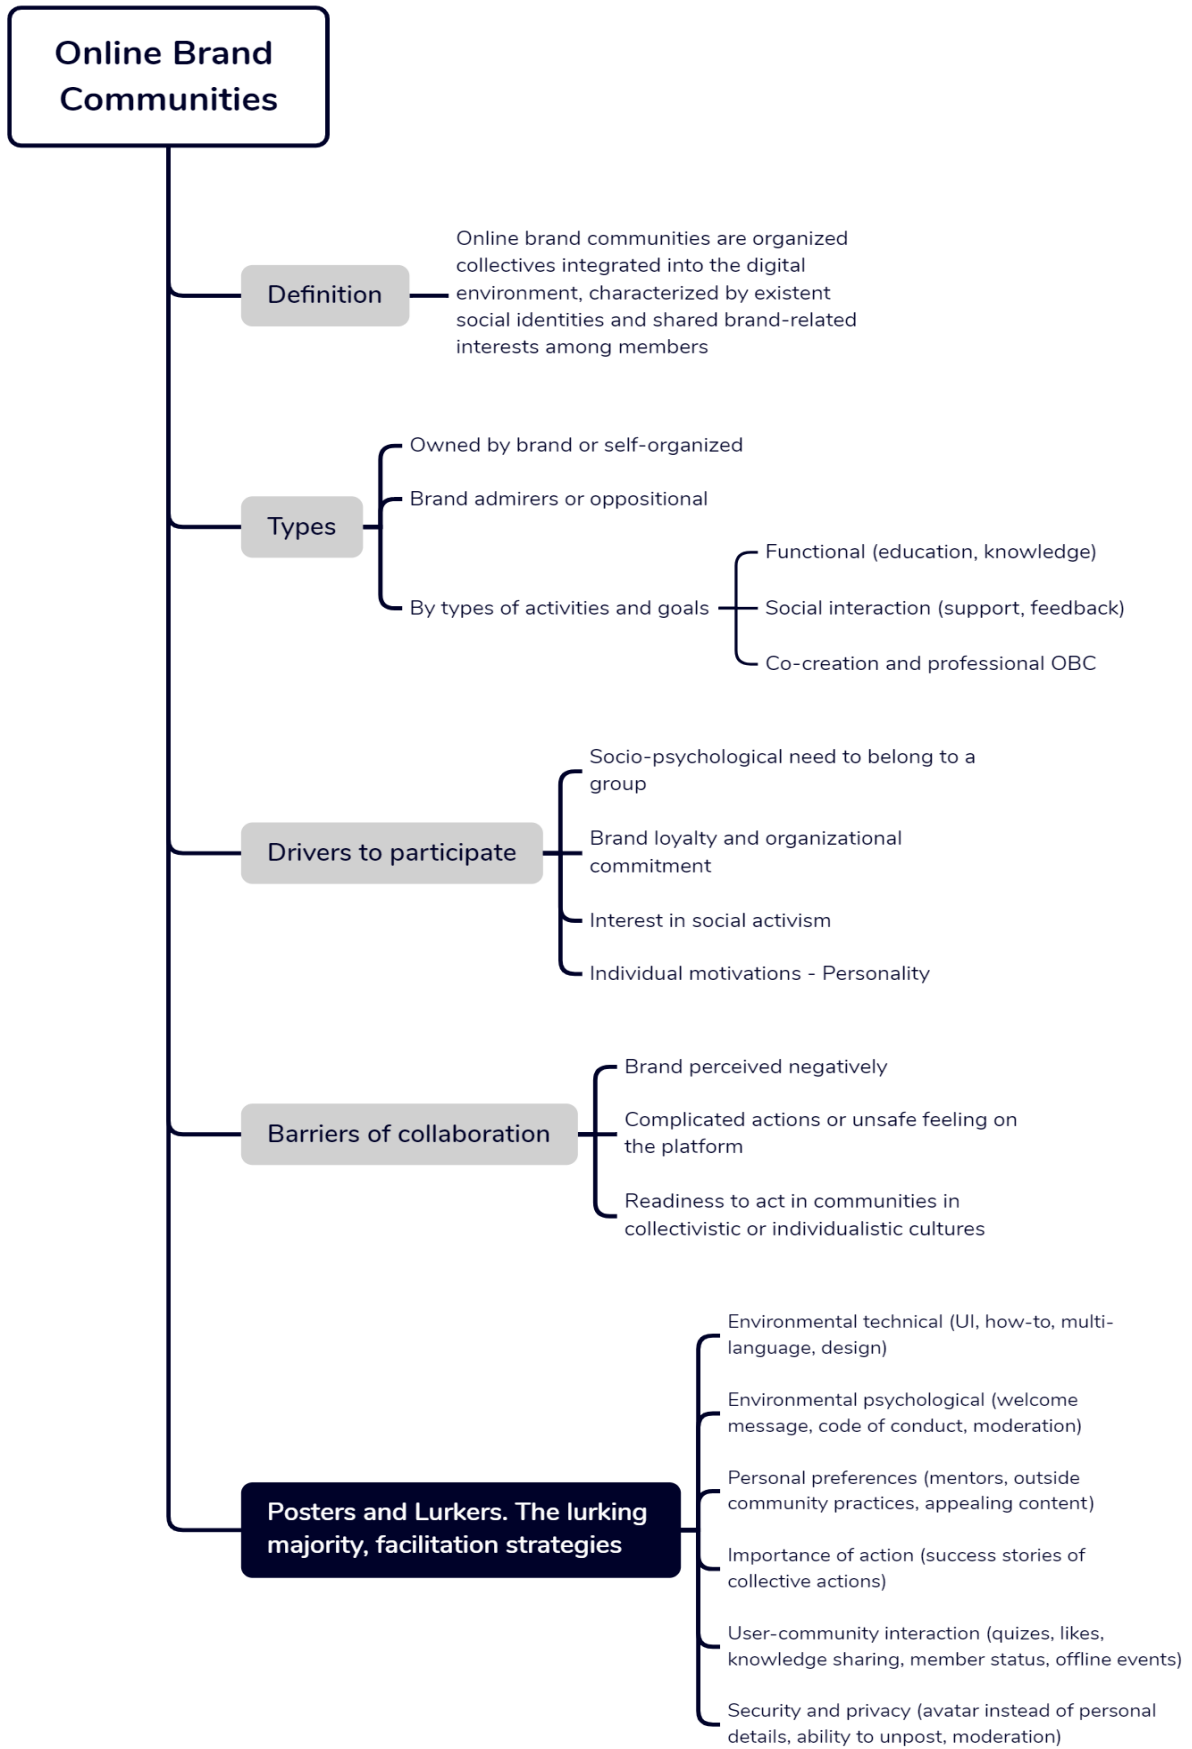 Online Brand
Communities
Definition
Online brand communities are organized
collectives integrated into the digital
environment, characterized by existent
social identities and shared brand-related
interests among members
Types
Owned by brand or self-organized
Brand admirers or oppositional
By types of activities and goals
Functional (education, knowledge)
Social interaction (support, feedback)
Co-creation and professional OBC
Drivers to participate
Socio-psychological need to belong to a
group
Brand loyalty and organizational
commitment
Interest in social activism
Individual motivations - Personality
Barriers of collaboration
Brand perceived negatively
Complicated actions or unsafe feeling on
the platform
Readiness to act in communities in
collectivistic or individualistic cultures
Posters and Lurkers. The lurking
majority, facilitation strategies
Environmental technical (UI, how-to, multi-
language, design)
Environmental psychological (welcome
message, code of conduct, moderation)
Personal preferences (mentors, outside
community practices, appealing content)
Importance of action (success stories of
collective actions)
User-community interaction (quizes, likes,
knowledge sharing, member status, offline events)
Security and privacy (avatar instead of personal
details, ability to unpost, moderation)